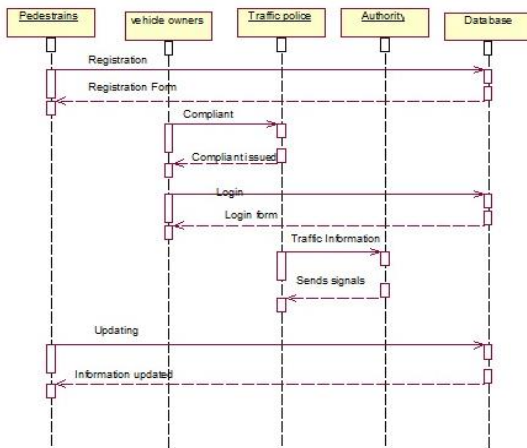 Pedestrains
vehicle owners
Traffic police
Authority
Database
Registration
Registration Form
Compliant
Compliant issued
Login
Login form
Traffic Information
Sends signals
Updating
Information updated